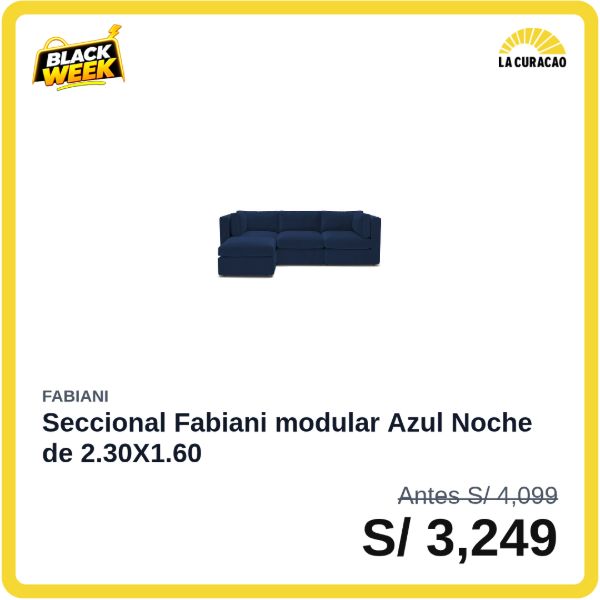 BLACK
WEEK
LA CURACAO
FABIANI
Seccional Fabiani modular Azul Noche
de 2.30X1.60
Antes S/ 4,099
S/ 3,249